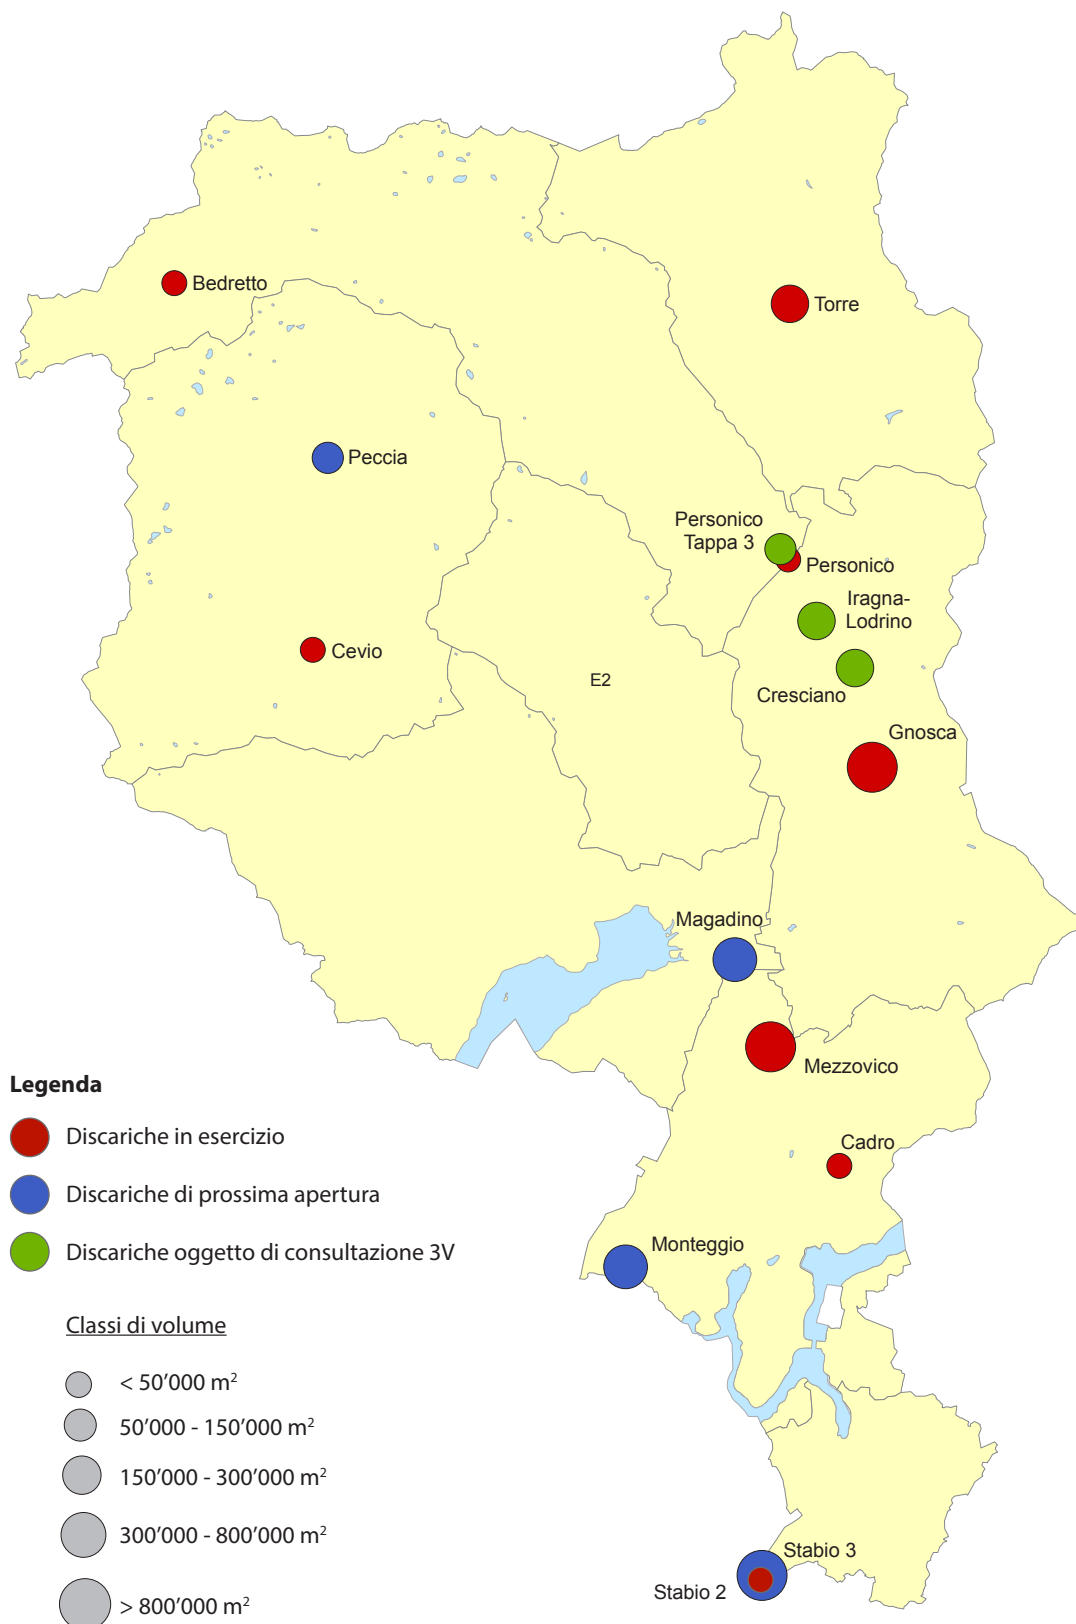 Bedretto
Torre
Peccia
Personico
Tappa 3
Personico
Iragna-
Lodrino
Cevio
E2
Cresciano
Gnosca
Magadino
Mezzovico
Legenda
Discariche in esercizio
Cadro
Discariche di prossima apertura
Monteggio
Discariche oggetto di consultazione 3V
Classi di volume
< 50'000 m²
50'000 - 150'000 m²
150'000 - 300'000 m²
300'000 - 800'000 m²
Stabio 3
Stabio 2
> 800'000 m²